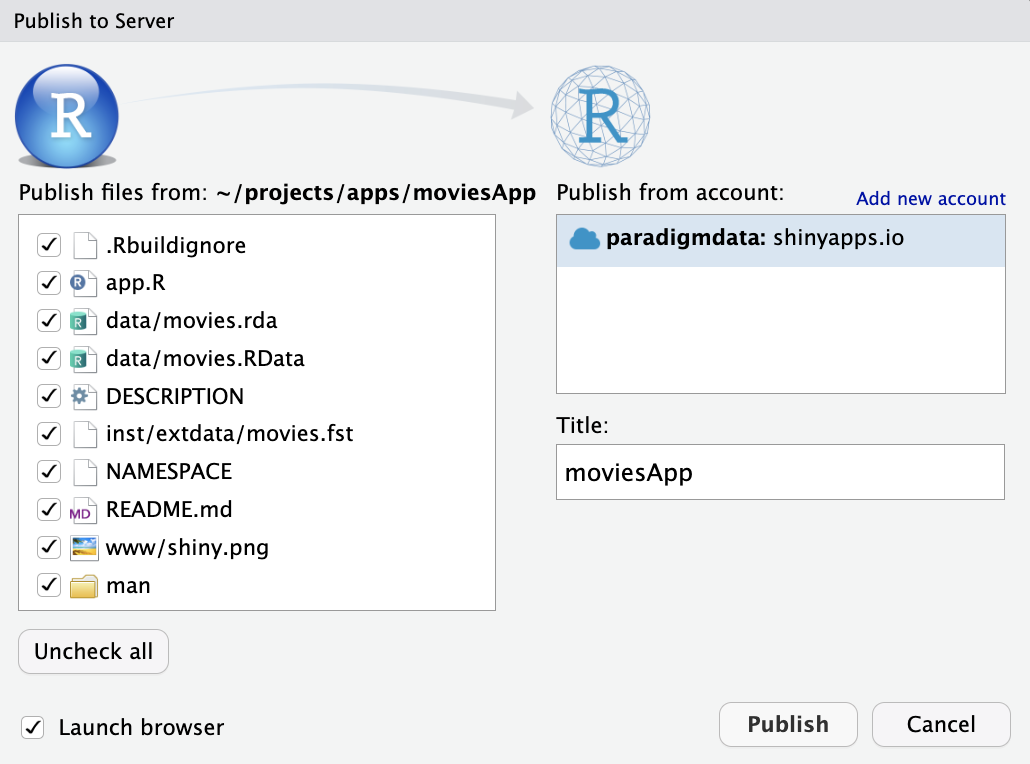 Publish to Server
R
R
Publish files from: ~/projects/apps/moviesApp
.Rbuildignore
R app.R
R data/movies.rda
R data/movies.RData
DESCRIPTION
inst/extdata/movies.fst
NAMESPACE
MD README.md
www/shiny.png
man
Uncheck all
Launch browser
Publish from account:
Add new account
paradigmdata: shinyapps.io
Title:
moviesApp
Publish
Cancel